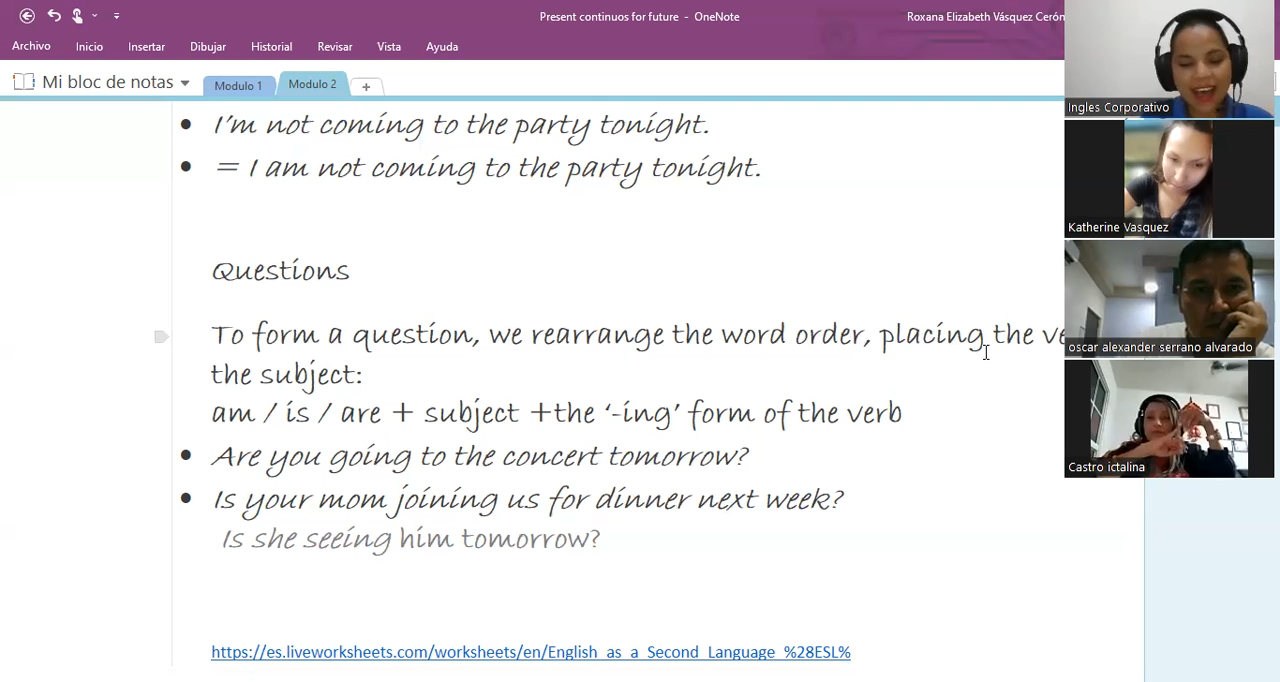 Present continuos for future - OneNote
Roxana Elizabeth Vásquez Cerón
Archivo
Inicio
Insertar
Dibujar
Historial
Revisar
Vista
Ayuda
Mi bloc de notas
Modulo 1
Modulo 2
I'm not coming to the party tonight.
= I am not coming to the party tonight.
Questions
To form a question, we rearrange the word order, placing the
the subject:
am / is / are + subject +the ‘-ing’ form of the verb
Are you going to the concert tomorrow?
Is your mom joining us for dinner next week?
Is she seeing him tomorrow?
https://es.liveworksheets.com/worksheets/en/English_as_a_Second_Language_%28ESL%
Ingles Corporativo
Katherine Vasquez
oscar alexander serrano alvarado
Castro ictalina